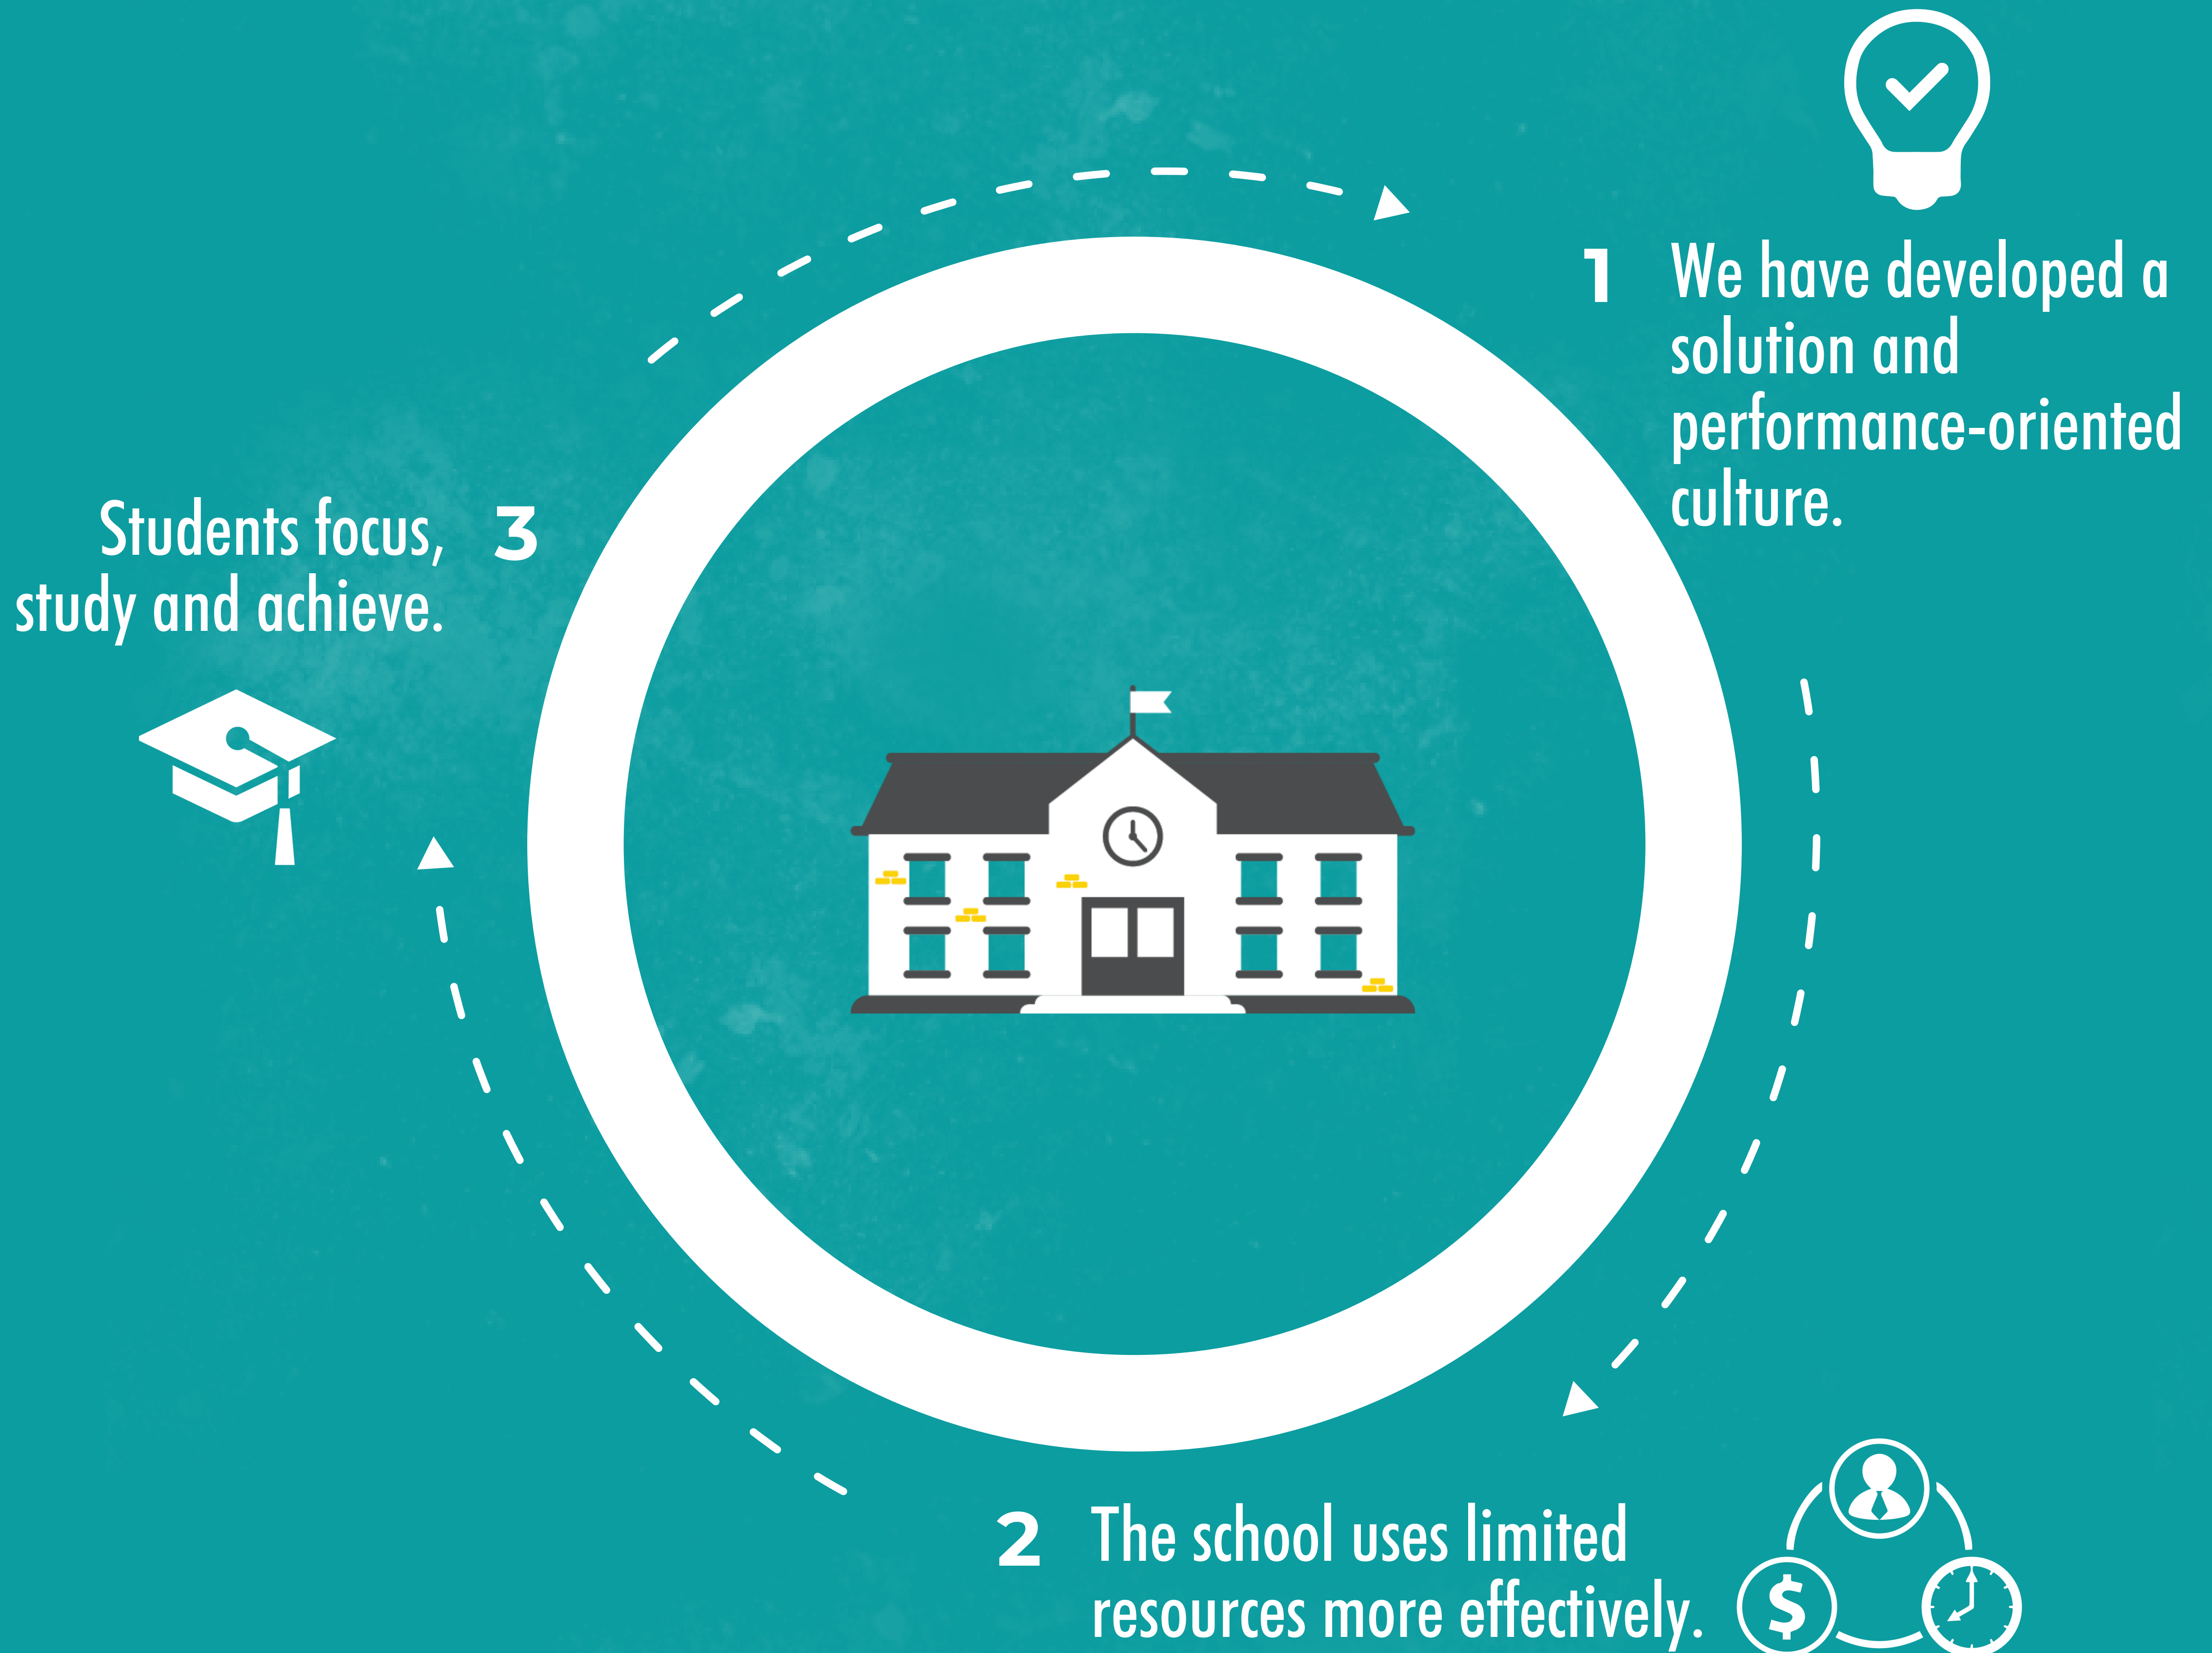 1 We have developed a
solution and
performance-oriented
culture.
2 The school uses limited
resources more effectively.
$
Students focus, 3
study and achieve.